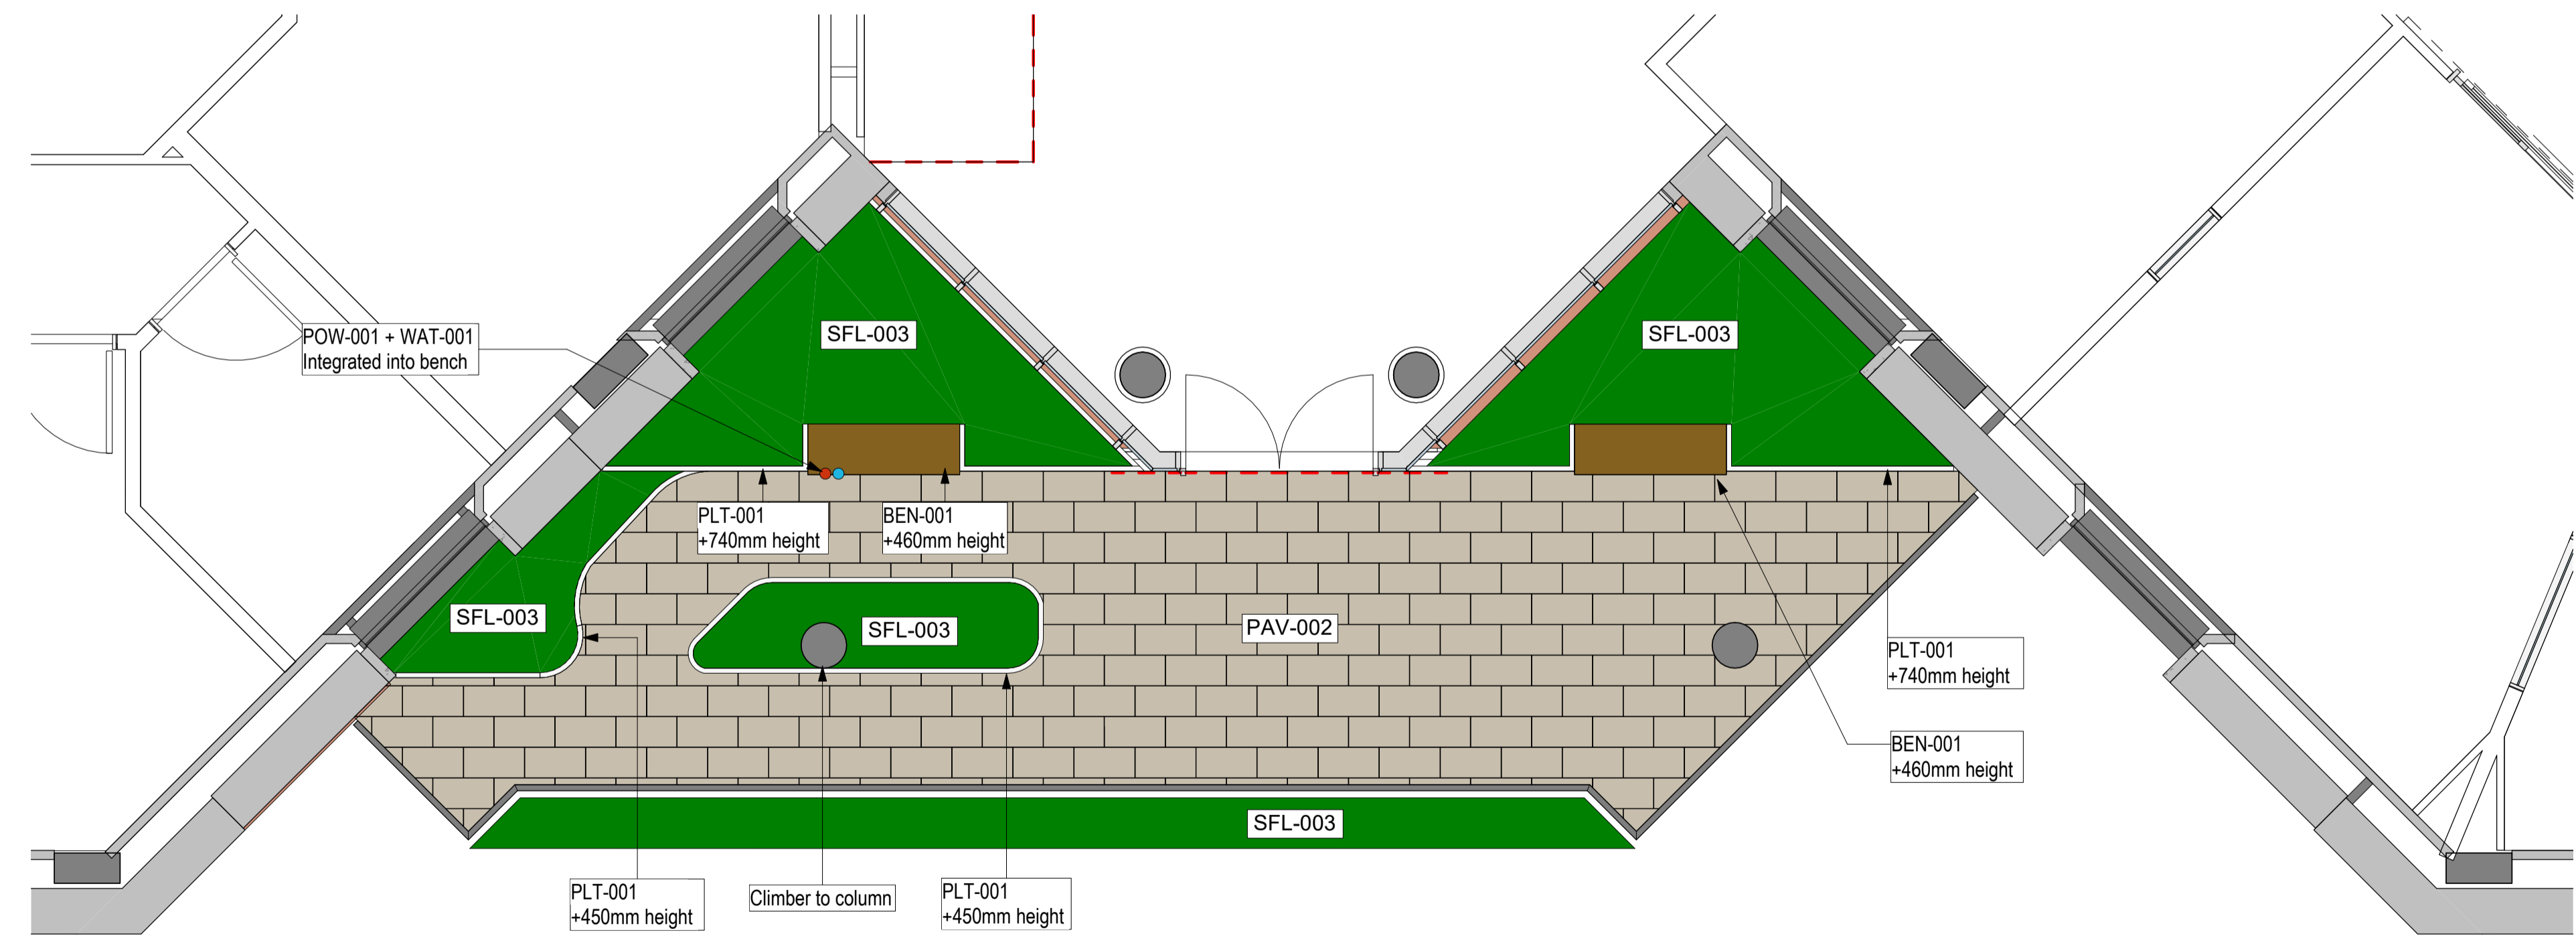 SFL-003
SFL-003
POW-001 + WAT-001
Integrated into bench
PLT-001
+740mm height
BEN-001
+460mm height
SFL-003
SFL-003
PAV-002
PLT-001
+740mm height
BEN-001
+460mm height
SFL-003
PLT-001
+450mm height
Climber to column
PLT-001
+450mm height